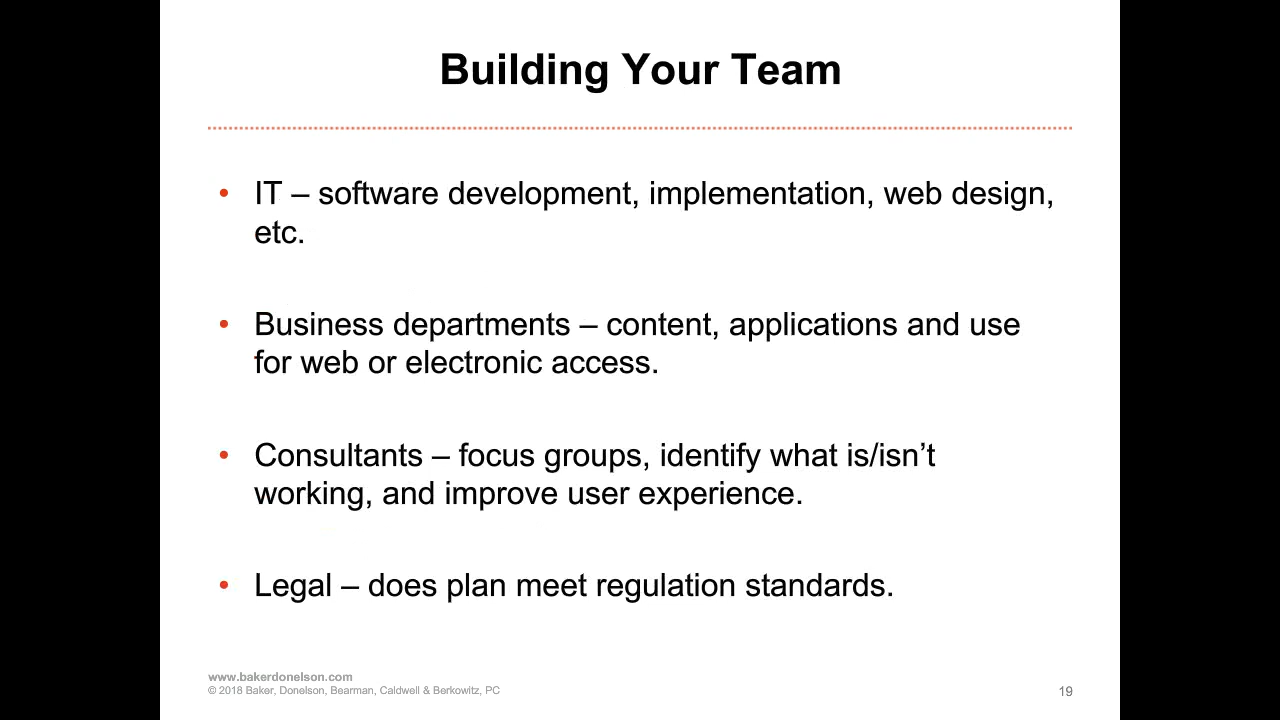 Building Your Team
• IT – software development, implementation, web design,
etc.
• Business departments – content, applications and use
for web or electronic access.
• Consultants – focus groups, identify what is/isn’t
working, and improve user experience.
• Legal – does plan meet regulation standards.
www.bakerdonelson.com
© 2018 Baker, Donelson, Bearman, Caldwell & Berkowitz, PC
19